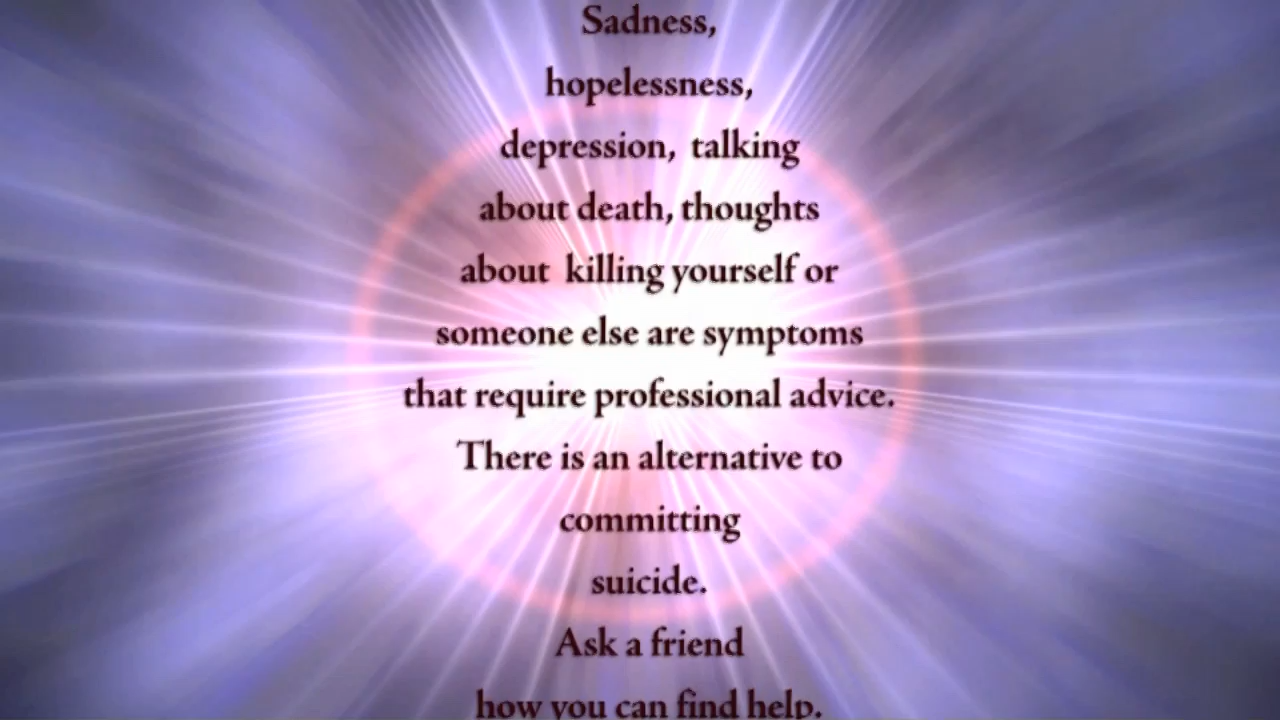 Sadness,
hopelessness,
depression, talking
about death, thoughts
about killing yourself or
someone else are symptoms
that require professional advice.
There is an alternative to
committing
suicide.
Ask a friend
how you can find help.